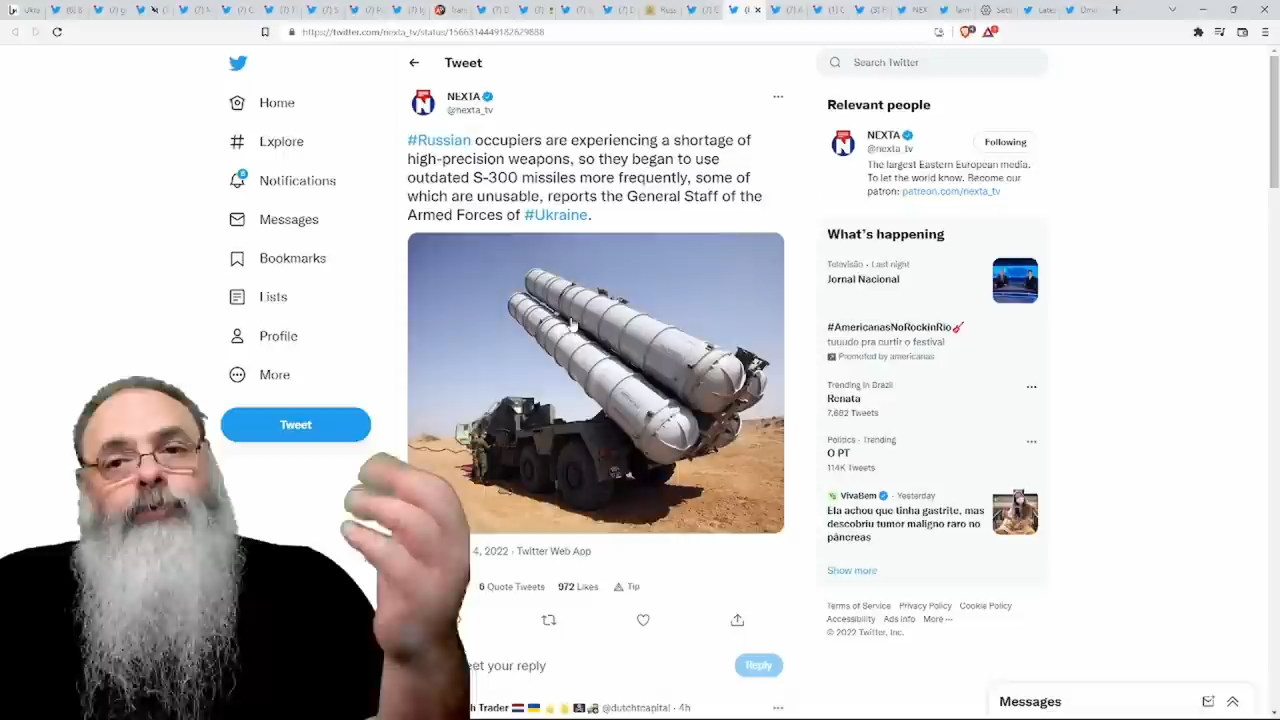 https://twitter.com/nexta_tv/status/1566314449182629888
Home
Explore
Notifications
Messages
Bookmarks
Lists
Profile
More
Tweet
Tweet
NEXTA
@nexta_tv
#Russian occupiers are experiencing a shortage of
high-precision weapons, so they began to use
outdated S-300 missiles more frequently, some of
which are unusable, reports the General Staff of the
Armed Forces of #Ukraine.
4, 2022 · Twitter Web App
6 Quote Tweets 972 Likes Tip
eet your reply
Reply
h Trader @dutchtcapital · 4h
Search Twitter
Relevant people
NEXTA
@nexta_tv
Following
The largest Eastern European media.
To let the world know. Become our
patron: patreon.com/nexta_tv
What's happening
Televisão · Last night
Jornal Nacional
#AmericanasNoRockinRio
tuuudo pra curtir o festival
Promoted by americanas
Trending in Brazil
Renata
7,682 Tweets
Politics · Trending
O PT
114K Tweets
VivaBem · Yesterday
Ela achou que tinha gastrite, mas
descobriu tumor maligno raro no
pâncreas
Show more
Terms of Service Privacy Policy Cookie Policy
Accessibility Ads info More ···
© 2022 Twitter, Inc.
Messages